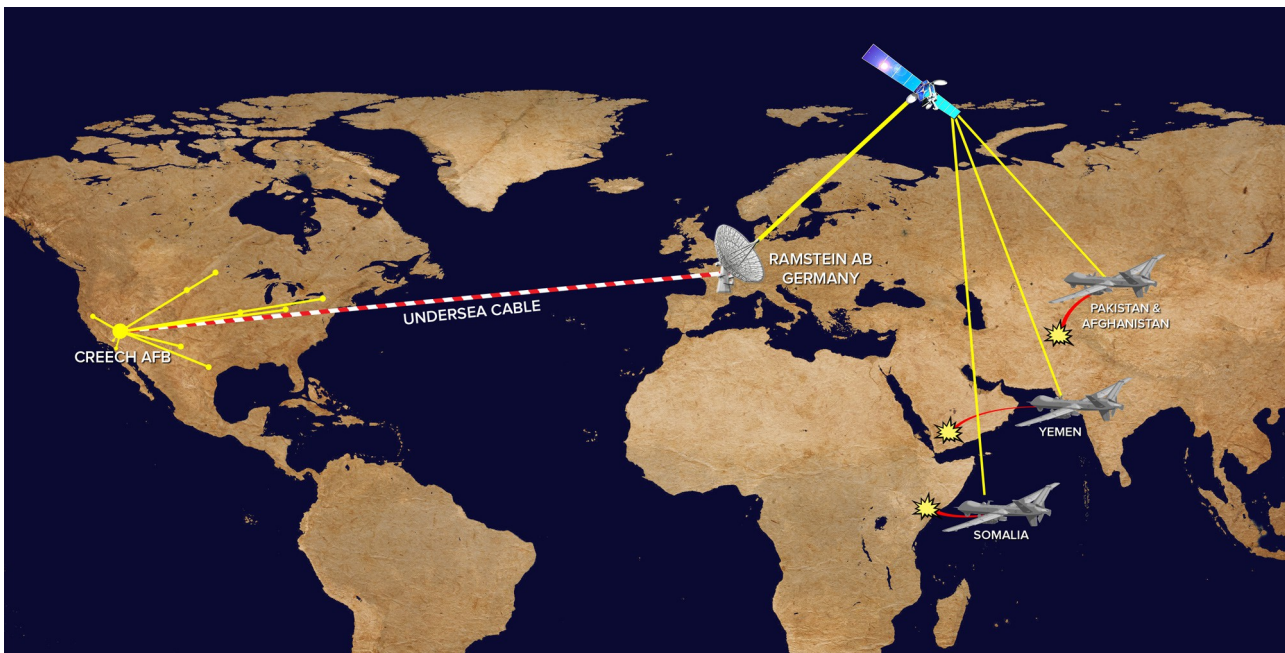 RAMSTEIN AB
GERMANY
UNDERSEA CABLE
CREECH AFB
PAKISTAN &
AFGHANISTAN
YEMEN
SOMALIA